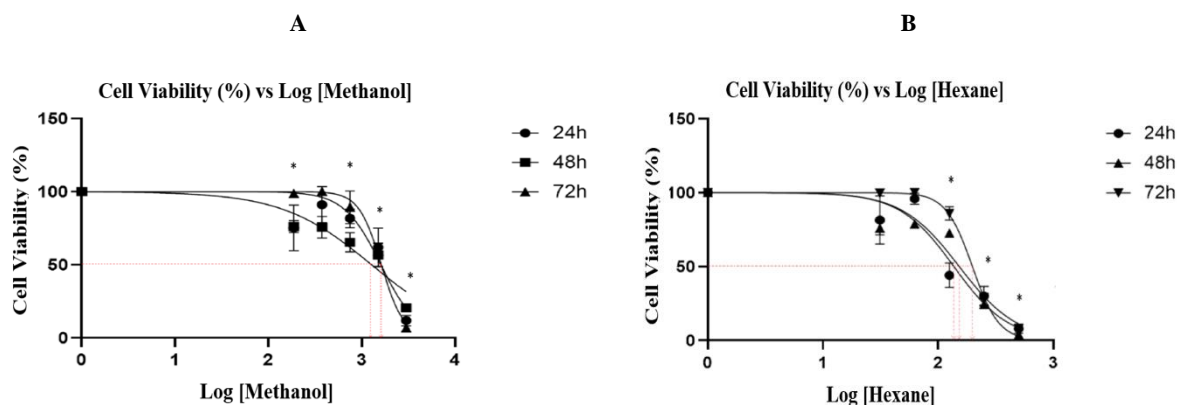 A
B
Cell Viability (%) vs Log [Methanol]
Cell Viability (%) vs Log [Hexane]
Cell Viability (%)
150
100
50
0
0
1
2
3
4
Log [Methanol]
24h
48h
72h
*
*
*
*
Cell Viability (%)
150
100
50
0
0
1
2
3
Log [Hexane]
24h
48h
72h
*
*
*